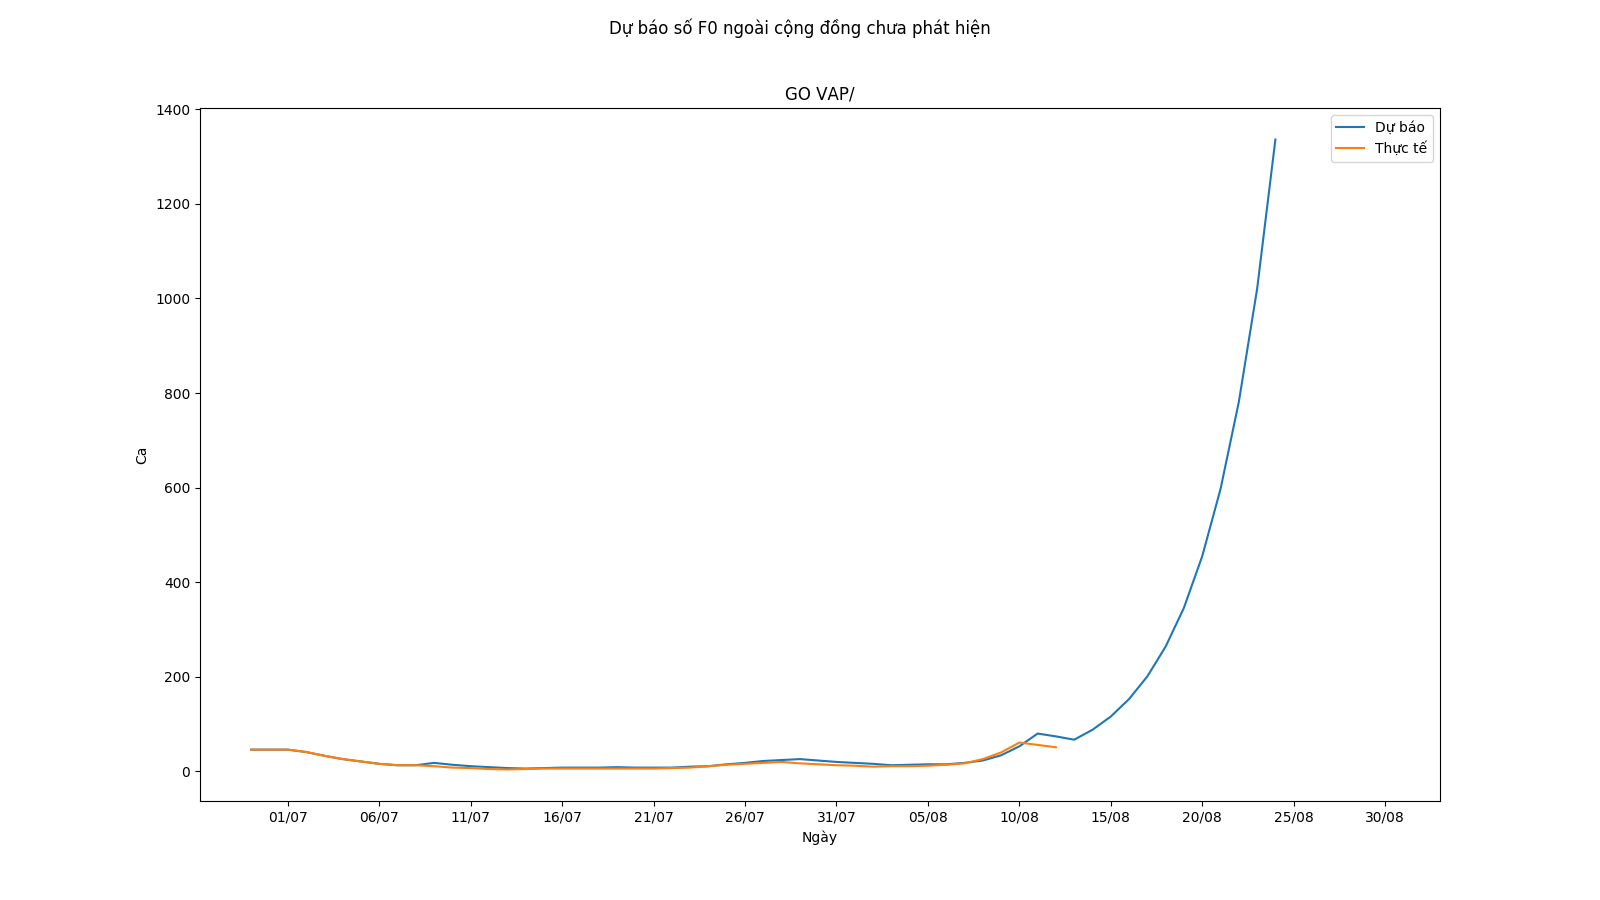 Dự báo số F0 ngoài cộng đồng chưa phát hiện
GO VAP/
Dự báo
Thực tế
1400
1200
1000
800
600
400
200
0
Ca
01/07 06/07 11/07 16/07 21/07 26/07 31/07 05/08 10/08 15/08 20/08 25/08 30/08
Ngày